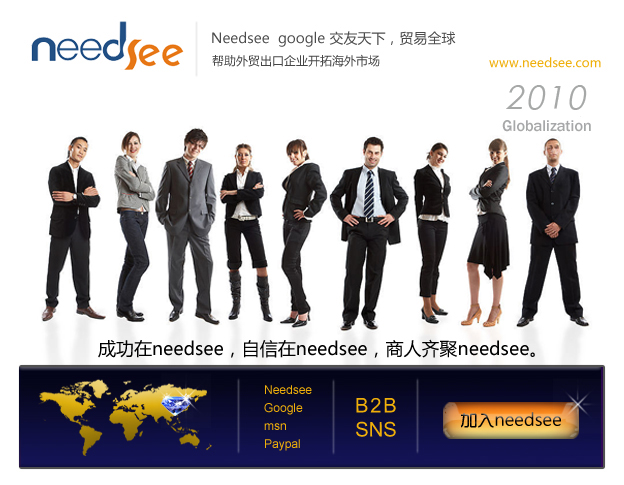 needsee
Needsee google 交友天下，贸易全球
帮助外贸出口企业开拓海外市场
www.needsee.com
2010
Globalization
成功在needsee，自信在needsee，商人齐聚needsee。
Needsee
Google
msn
Paypal
B2B
SNS
加入needsee